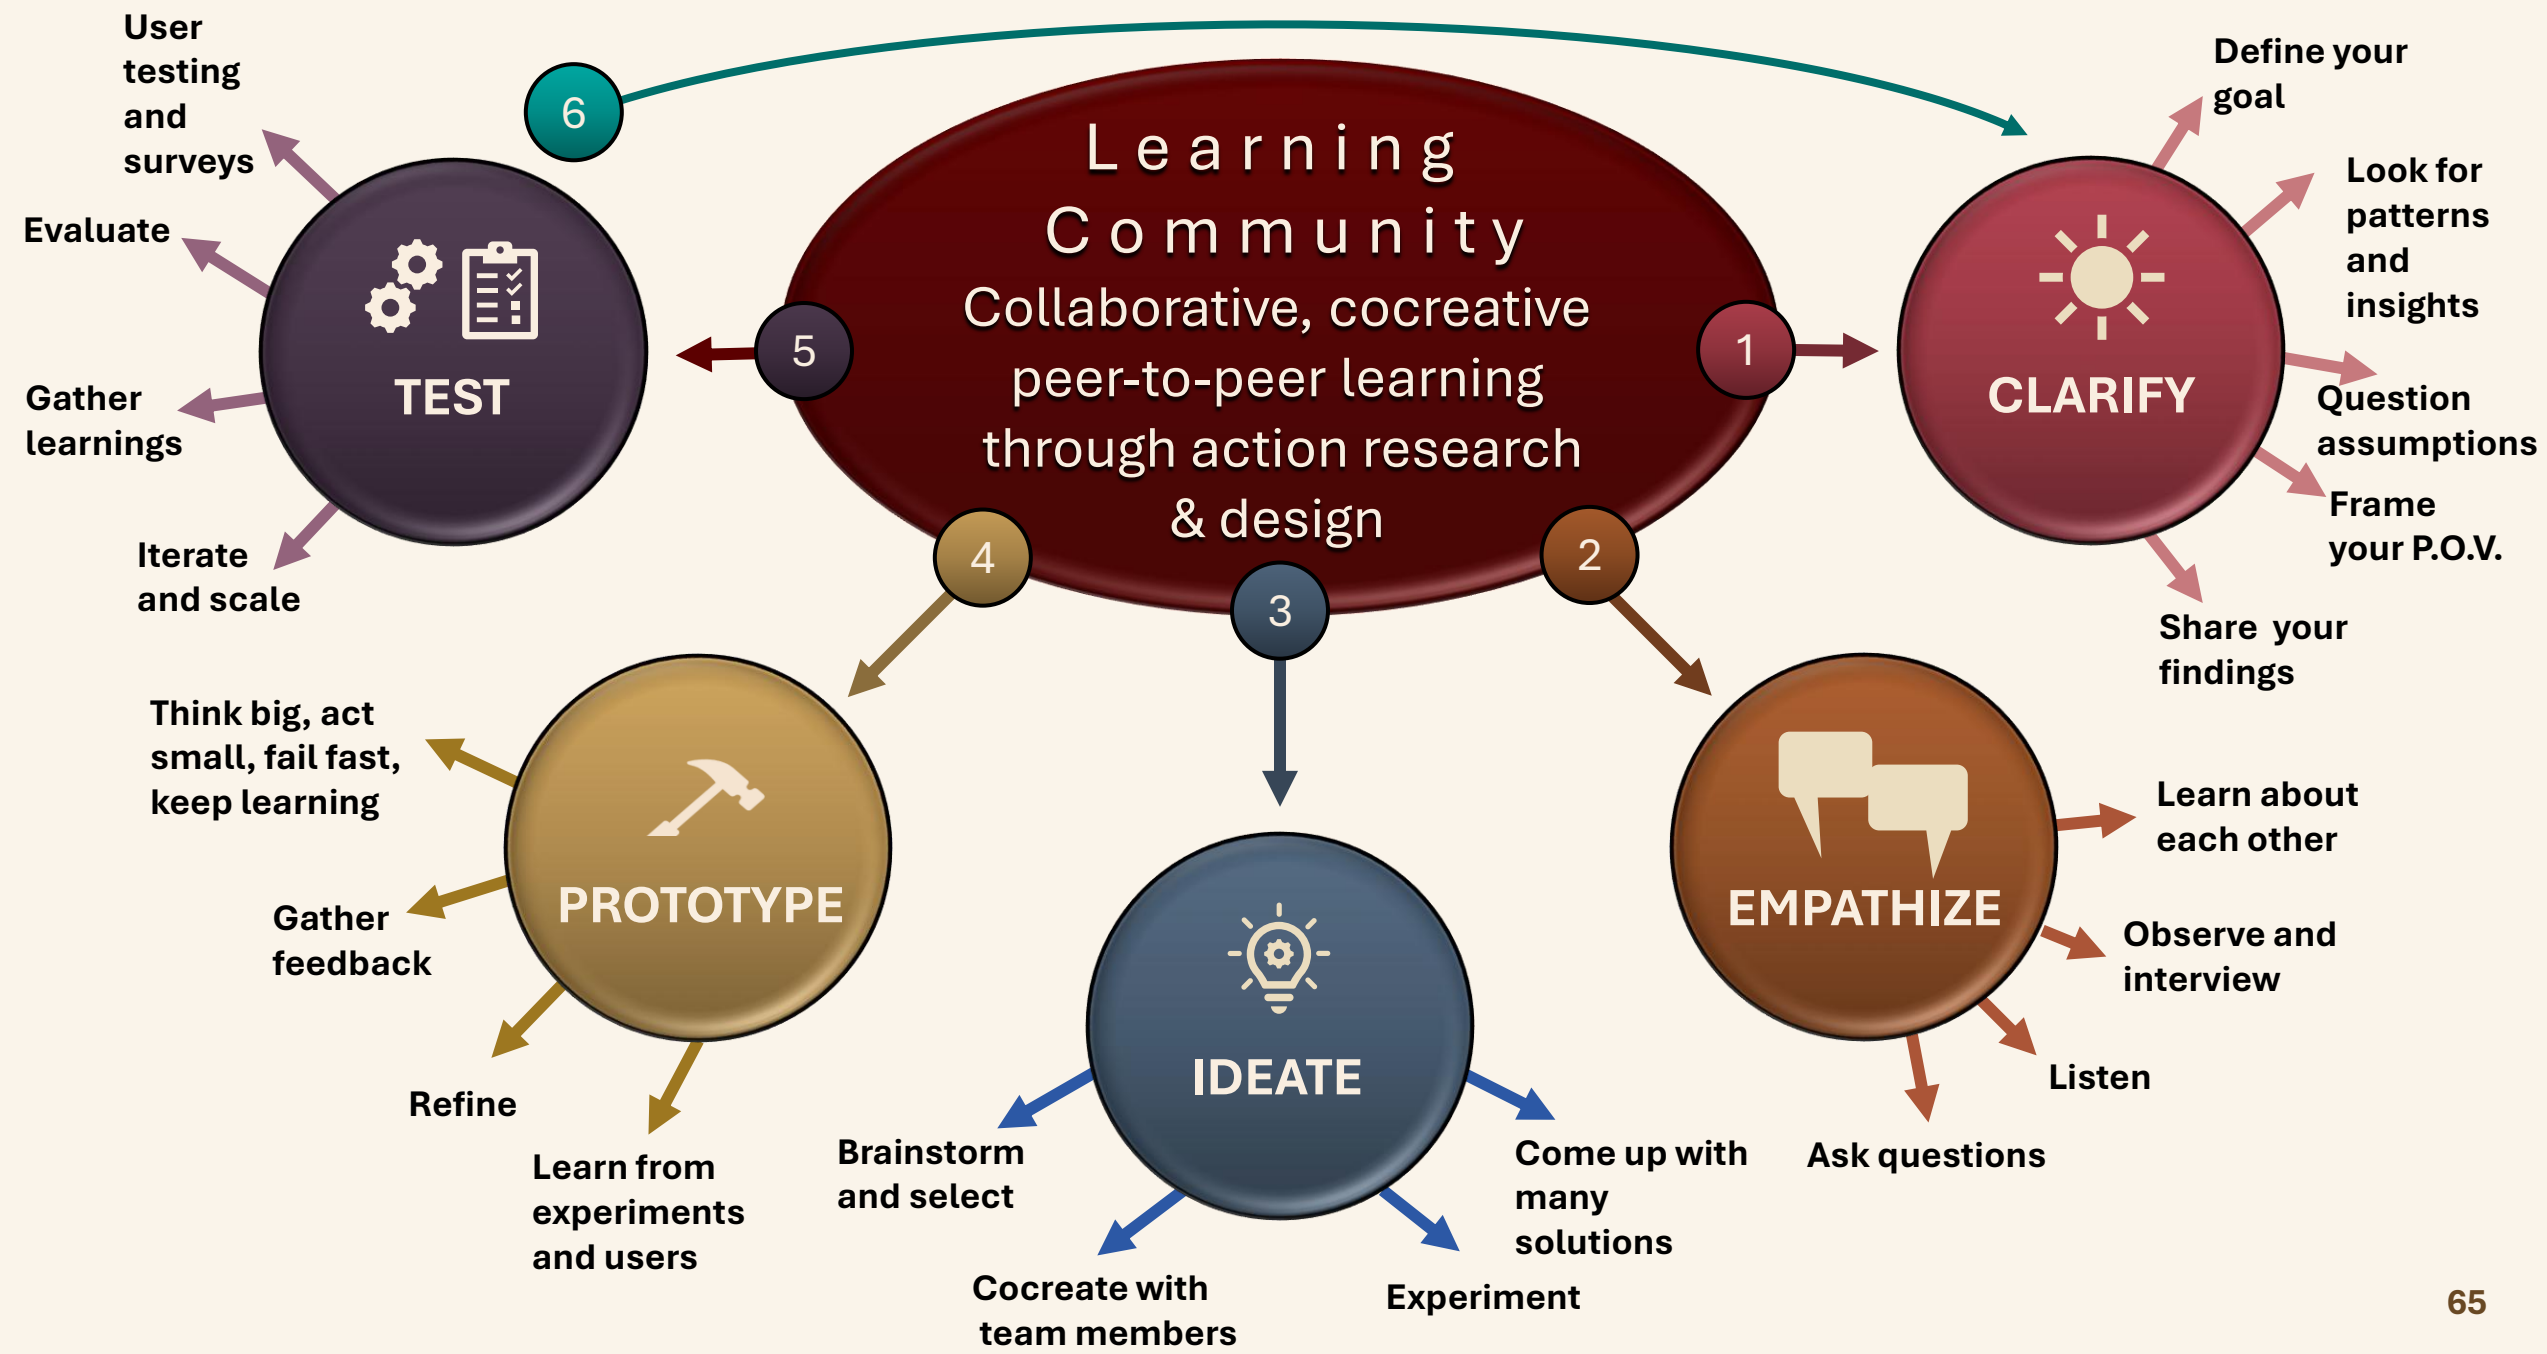 6
Learning
Community
Collaborative, cocreative
peer-to-peer learning
through action research
& design
1
CLARIFY
Define your
goal
Look for
patterns
and
insights
Question
assumptions
Frame
your P.O.V.
Share  your
findings
2
EMPATHIZE
Learn about
each other
Observe and
interview
Listen
Ask questions
3
IDEATE
Come up with
many
solutions
Experiment
Cocreate with
team members
Brainstorm
and select
4
PROTOTYPE
Think big, act
small, fail fast,
keep learning
Gather
feedback
Refine
Learn from
experiments
and users
5
TEST
User
testing
and
surveys
Evaluate
Gather
learnings
Iterate
and scale
65